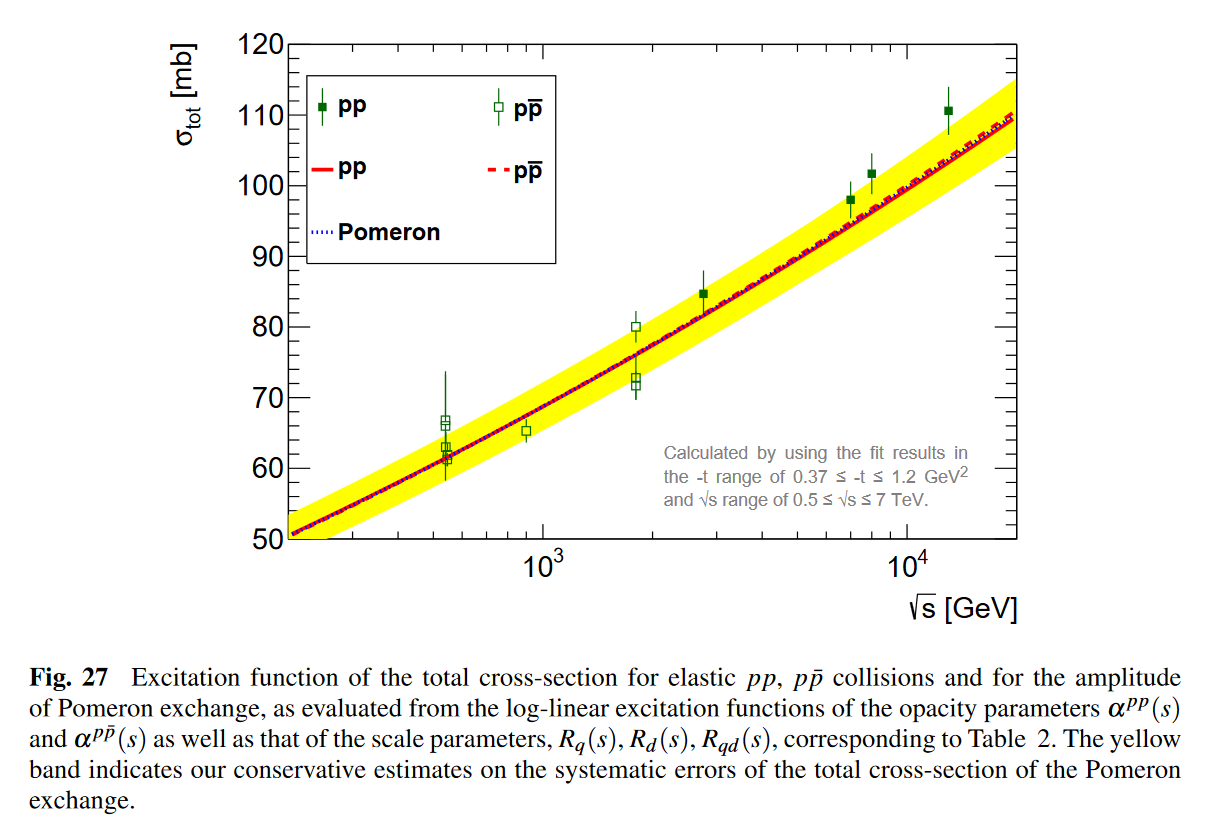 120
110
100
90
80
70
60
50
σtot [mb]
pp
pp̄
pp
pp̄
Pomeron
Calculated by using the fit results in
the -t range of 0.37 ≤ -t ≤ 1.2 GeV²
and √s range of 0.5 ≤ √s ≤ 7 TeV.
10³
10⁴
√s [GeV]
Fig. 27 Excitation function of the total cross-section for elastic pp, pp̄ collisions and for the amplitude
of Pomeron exchange, as evaluated from the log-linear excitation functions of the opacity parameters αᵖᵖ(s)
and αᵖᵖ̄(s) as well as that of the scale parameters, Rq(s), Rd(s), Rqd(s), corresponding to Table 2. The yellow
band indicates our conservative estimates on the systematic errors of the total cross-section of the Pomeron
exchange.